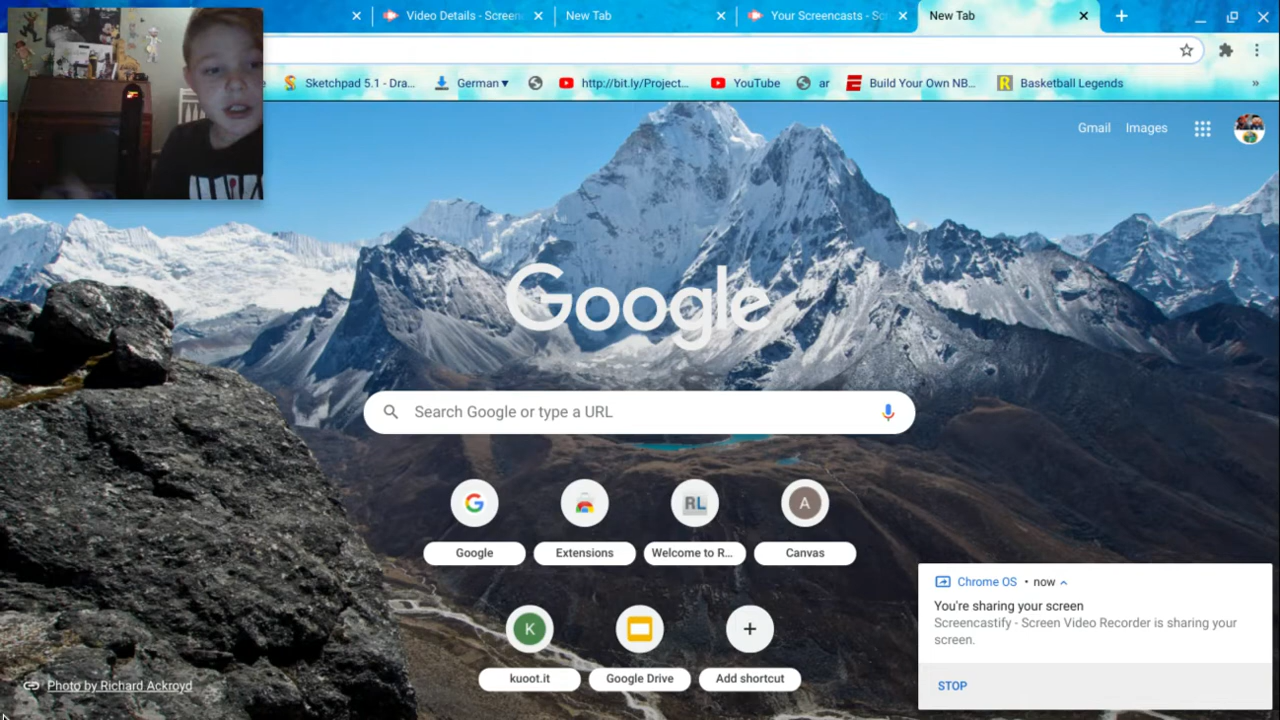 Video Details - Screen
New Tab
Your Screencasts - Sc
New Tab
Sketchpad 5.1 - Dra...
German
http://bit.ly/Project...
YouTube
ar
Build Your Own NB...
Basketball Legends
Gmail
Images
Google
Search Google or type a URL
RL
A
Google
Extensions
Welcome to R...
Canvas
K
kuoot.it
Google Drive
Add shortcut
Photo by Richard Ackroyd
Chrome OS • now
You're sharing your screen
Screencastify - Screen Video Recorder is sharing your
screen.
STOP